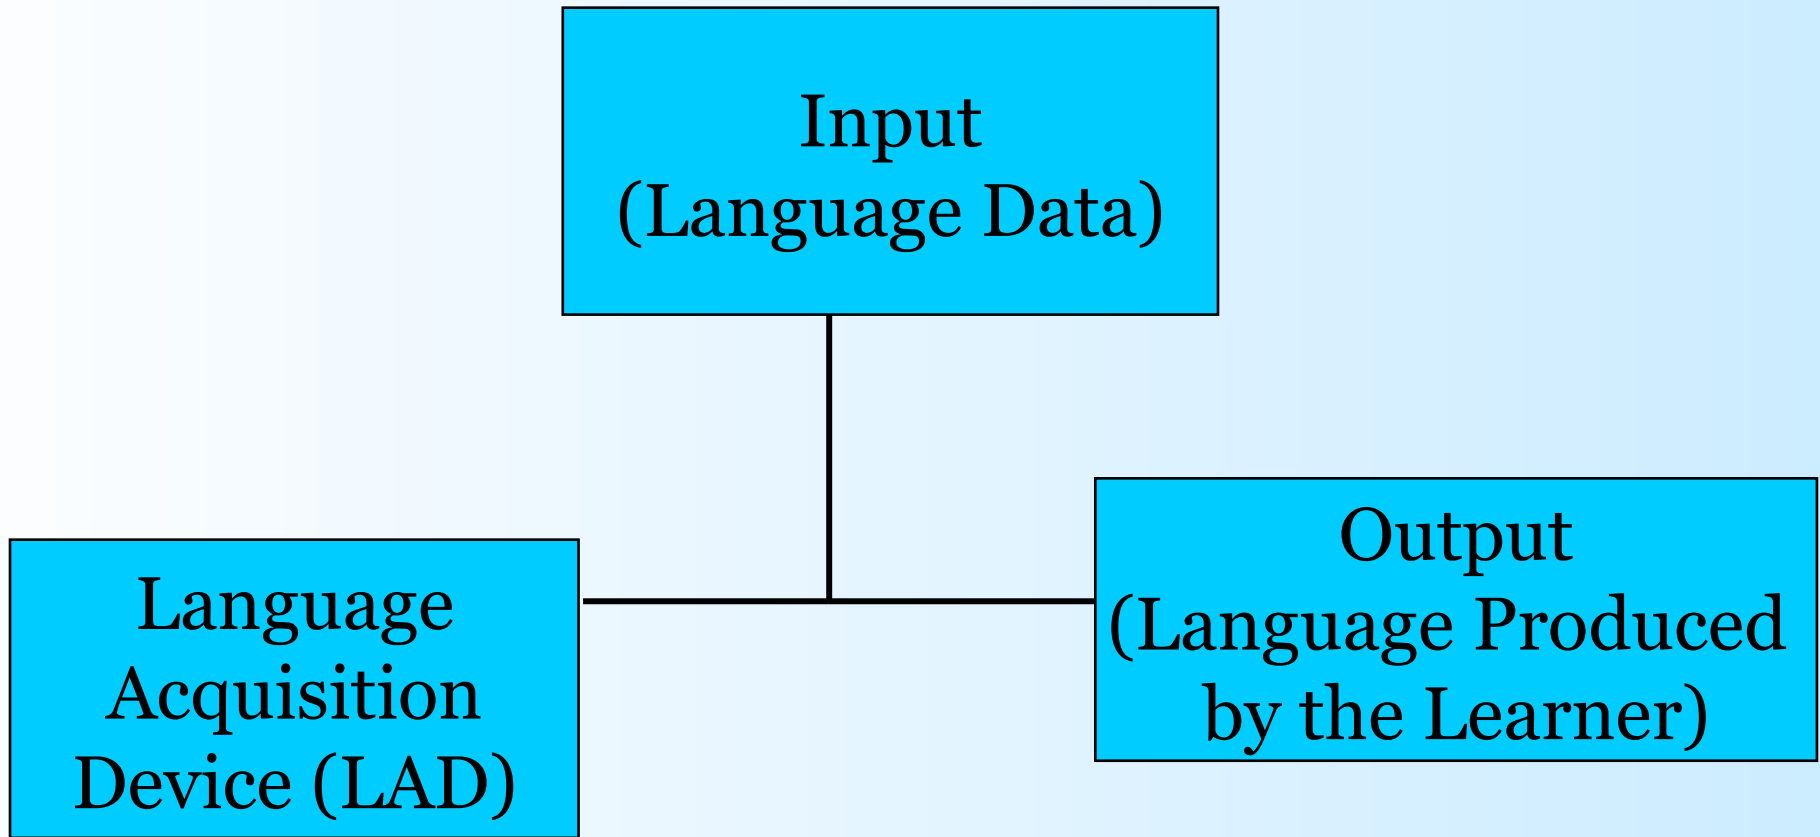 Input
(Language Data)
Language
Acquisition
Device (LAD)
Output
(Language Produced
by the Learner)